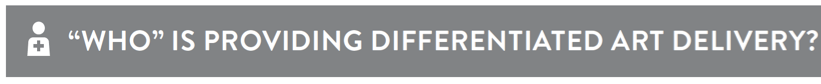 “WHO” IS PROVIDING DIFFERENTIATED ART DELIVERY?